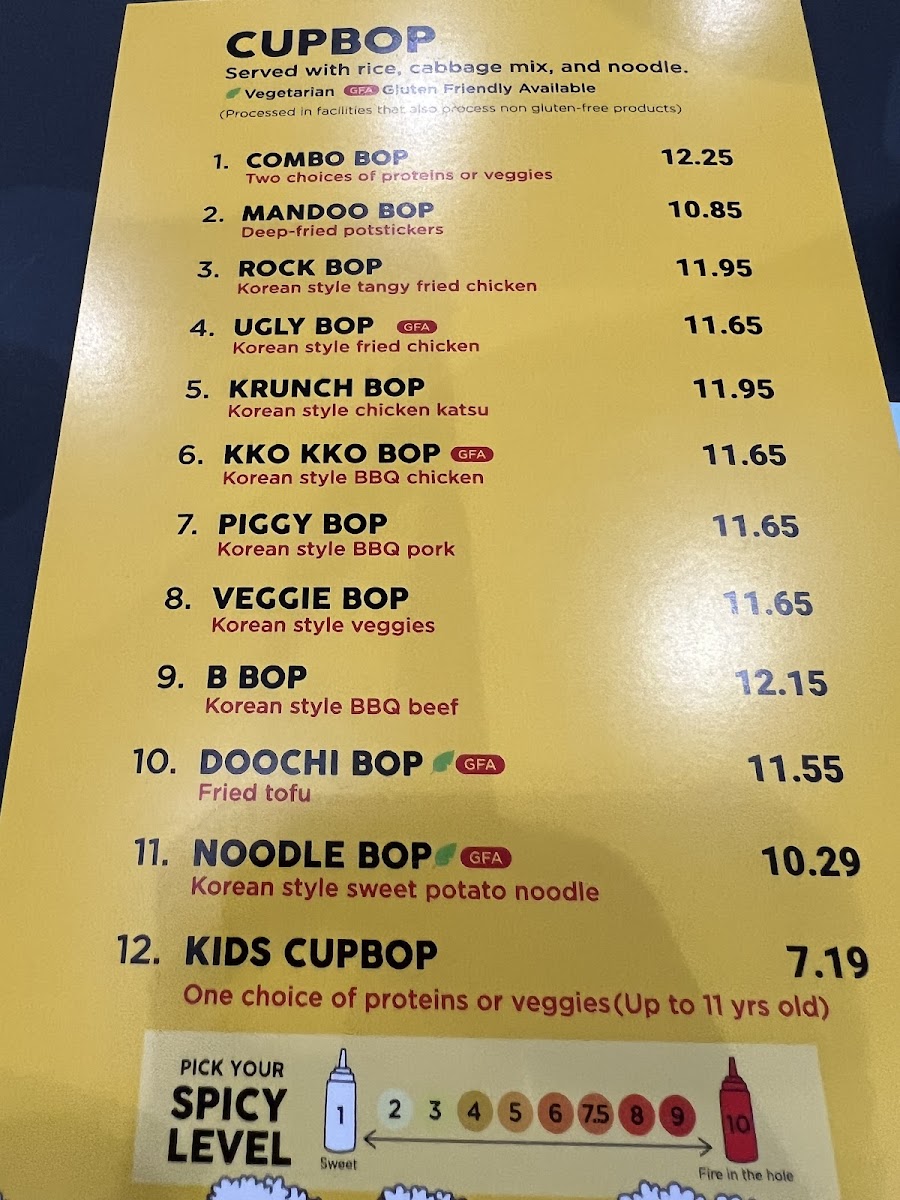 CUPBOP
Served with rice, cabbage mix, and noodle.
Vegetarian GFA Gluten Friendly Available
(Processed in facilities that also process non gluten-free products)
1. COMBO BOP 12.25
Two choices of proteins or veggies
2. MANDOO BOP 10.85
Deep-fried potstickers
3. ROCK BOP 11.95
Korean style tangy fried chicken
4. UGLY BOP GFA 11.65
Korean style fried chicken
5. KRUNCH BOP 11.95
Korean style chicken katsu
6. KKO KKO BOP GFA 11.65
Korean style BBQ chicken
7. PIGGY BOP 11.65
Korean style BBQ pork
8. VEGGIE BOP 11.65
Korean style veggies
9. B BOP 12.15
Korean style BBQ beef
10. DOOCHI BOP GFA 11.55
Fried tofu
11. NOODLE BOP GFA 10.29
Korean style sweet potato noodle
12. KIDS CUPBOP 7.19
One choice of proteins or veggies(Up to 11 yrs old)
PICK YOUR
SPICY
LEVEL
1 2 3 4 5 6 7.5 8 9 10
Sweet Fire in the hole